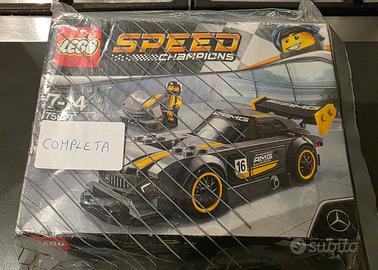 LEGO
SPEED
CHAMPIONS
7-14
COMPLETA
AMG
16
AMG
subito